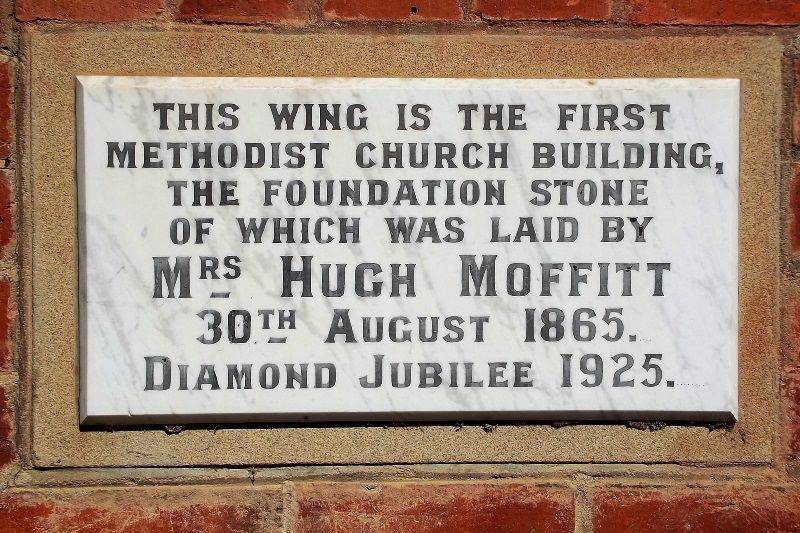 THIS WING IS THE FIRST
METHODIST CHURCH BUILDING,
THE FOUNDATION STONE
OF WHICH WAS LAID BY
MRS HUGH MOFFITT
30TH AUGUST 1865.
DIAMOND JUBILEE 1925.